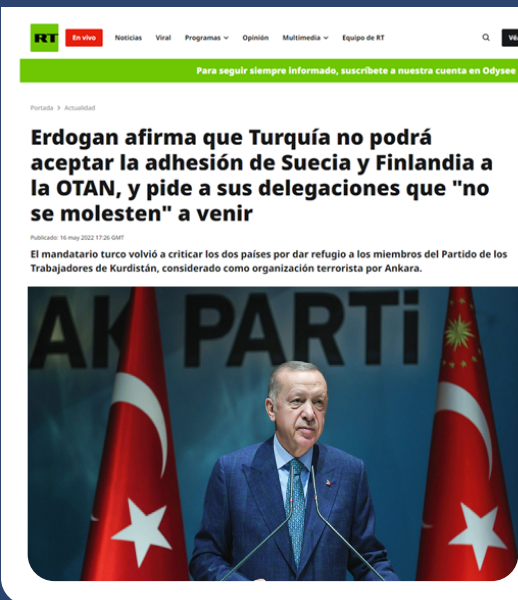 RT En vivo Noticias Viral Programas Opinión Multimedia Equipo de RT
Para seguir siempre informado, suscríbete a nuestra cuenta en Odysee
Portada > Actualidad
Erdogan afirma que Turquía no podrá
aceptar la adhesión de Suecia y Finlandia a
la OTAN, y pide a sus delegaciones que "no
se molesten" a venir
Publicado: 16 may 2022 17:26 GMT
El mandatario turco volvió a criticar los dos países por dar refugio a los miembros del Partido de los
Trabajadores de Kurdistán, considerado como organización terrorista por Ankara.
AK PARTi